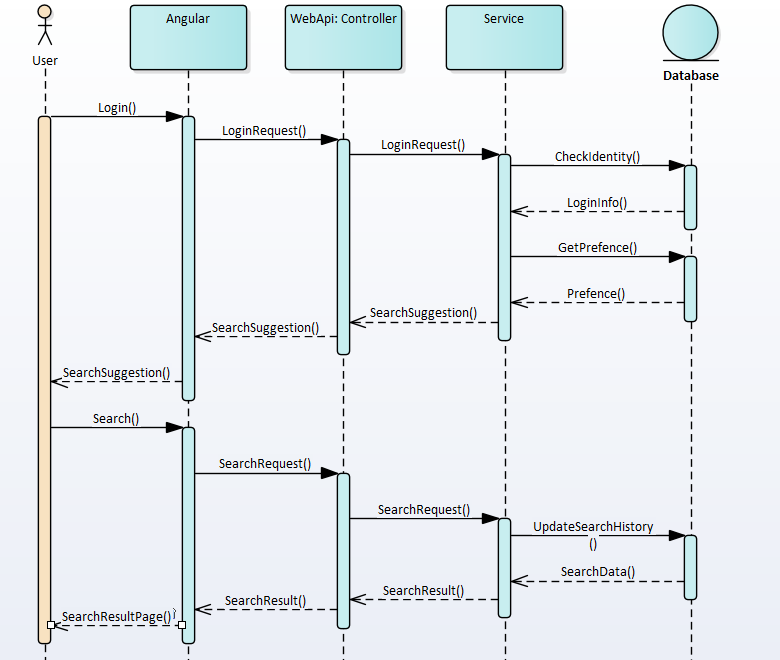 Angular
WebApi: Controller
Service
User
Database
Login()
LoginRequest()
LoginRequest()
CheckIdentity()
LoginInfo()
GetPrefence()
Prefence()
SearchSuggestion()
SearchSuggestion()
SearchSuggestion()
Search()
SearchRequest()
SearchRequest()
UpdateSearchHistory
()
SearchData()
SearchResult()
SearchResult()
SearchResultPage()